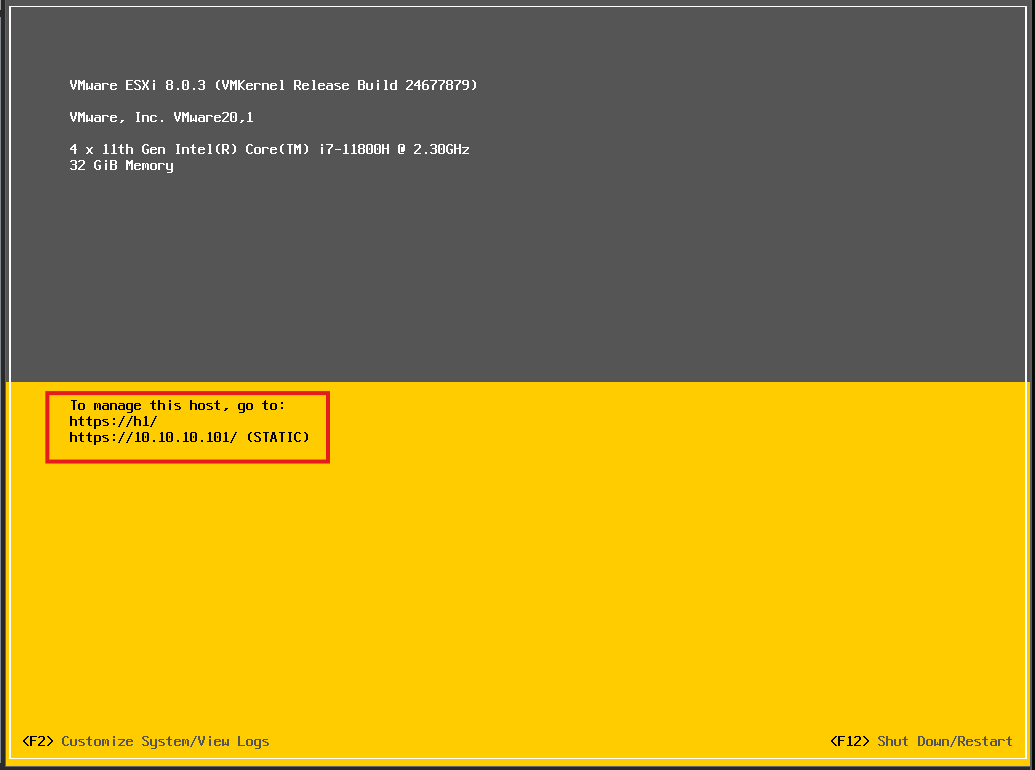 VMware ESXi 8.0.3 (VMKernel Release Build 24677879)
VMware, Inc. VMware20,1
4 x 11th Gen Intel(R) Core(TM) i7-11800H @ 2.30GHz
32 GiB Memory
To manage this host, go to:
https://h1/
https://10.10.10.101/ (STATIC)
<F2> Customize System/View Logs
<F12> Shut Down/Restart